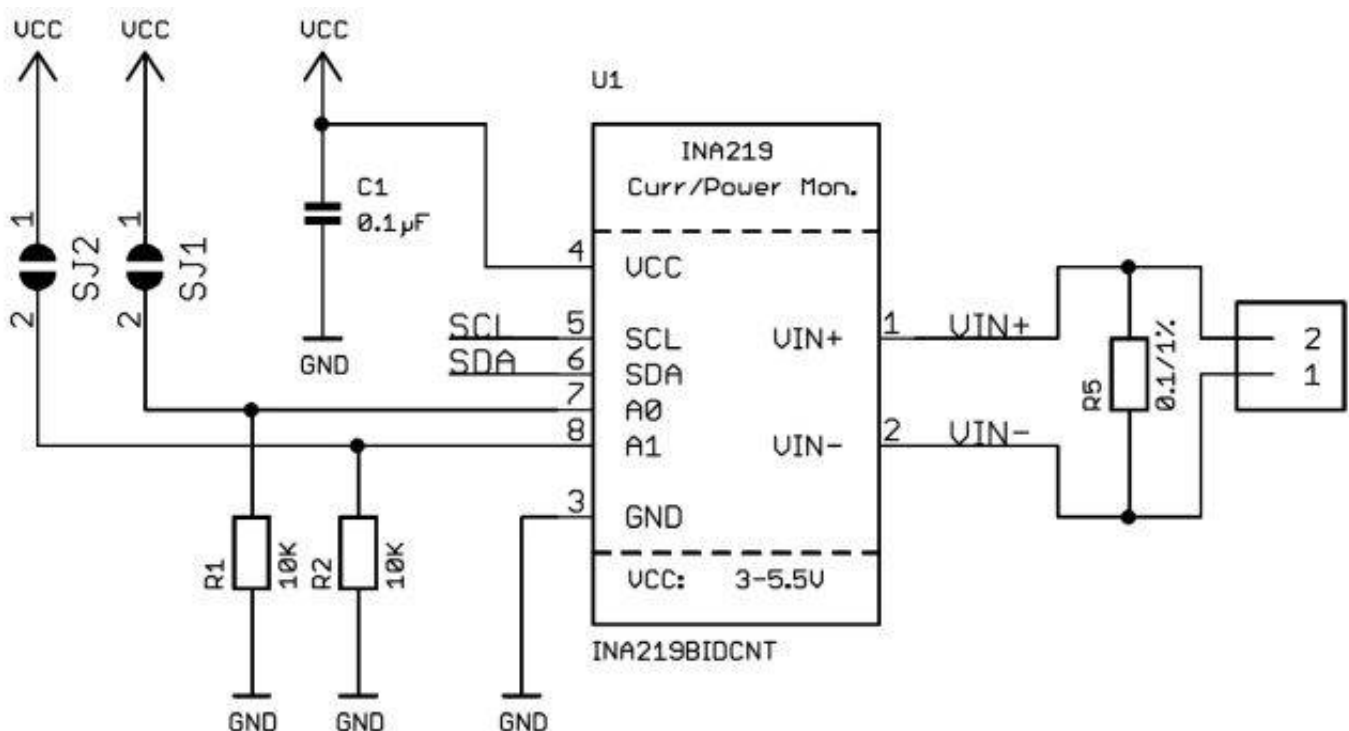 VCC
VCC
VCC
U1
INA219
Curr/Power Mon.
C1
0.1µF
1
SJ2
2
1
SJ1
2
GND
4
VCC
SCL
5
SCL
SDA
6
SDA
7
A0
8
A1
3
GND
VIN+
1
VIN+
VIN-
2
VIN-
R5
0.1/1%
2
1
R1
10K
R2
10K
VCC: 3-5.5V
INA219BIDCNT
GND
GND
GND